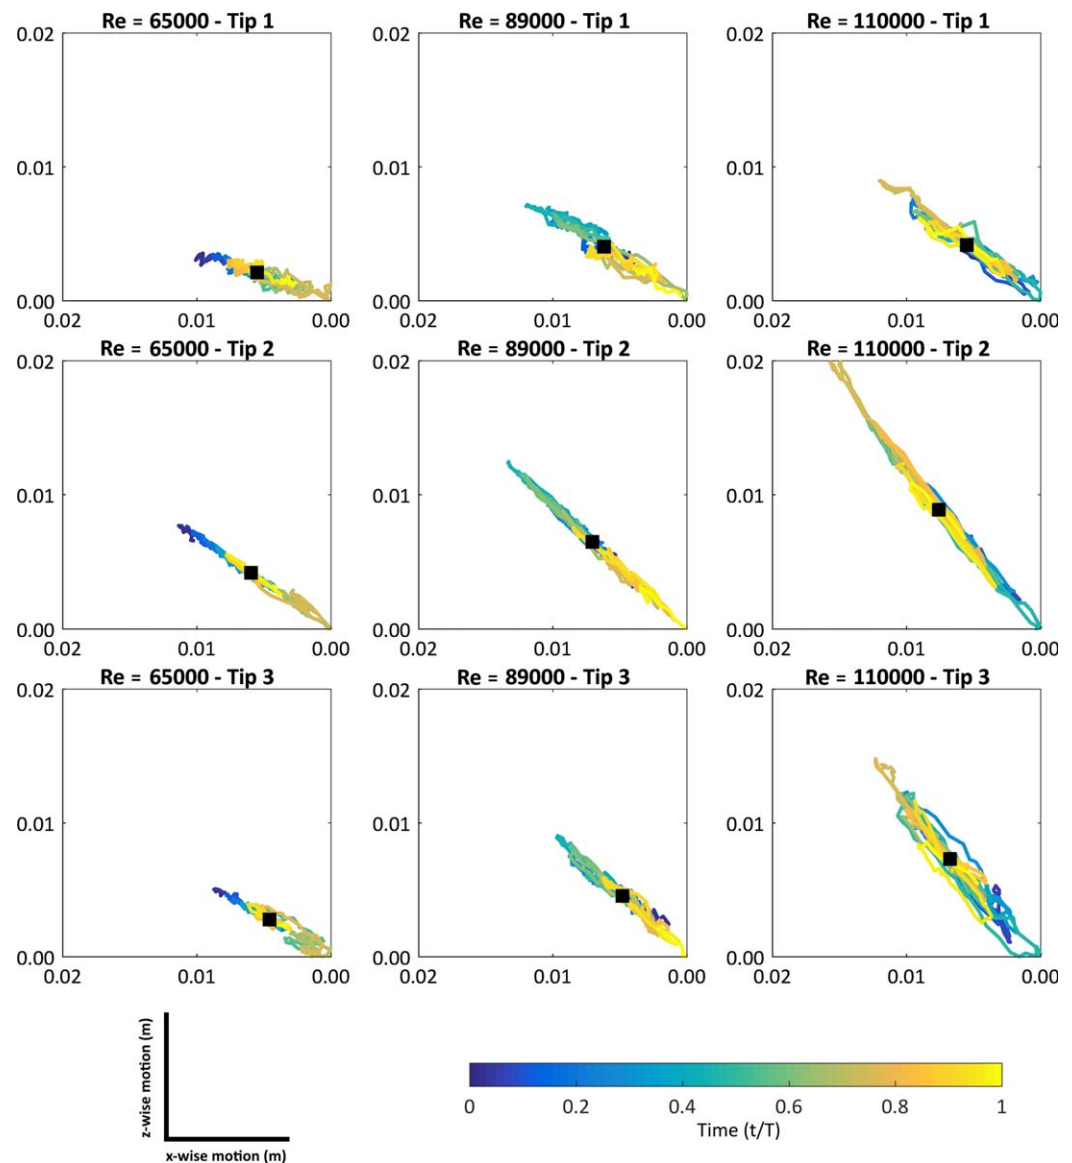 Re = 65000 - Tip 1
Re = 89000 - Tip 1
Re = 110000 - Tip 1
0.02
0.02
0.02
0.01
0.01
0.01
0.00
0.00
0.00
0.02 0.01 0.00
0.02 0.01 0.00
0.02 0.01 0.00
Re = 65000 - Tip 2
Re = 89000 - Tip 2
Re = 110000 - Tip 2
0.02
0.02
0.02
0.01
0.01
0.01
0.00
0.00
0.00
0.02 0.01 0.00
0.02 0.01 0.00
0.02 0.01 0.00
Re = 65000 - Tip 3
Re = 89000 - Tip 3
Re = 110000 - Tip 3
0.02
0.02
0.02
0.01
0.01
0.01
0.00
0.00
0.00
0.02 0.01 0.00
0.02 0.01 0.00
0.02 0.01 0.00
z-wise motion (m)
x-wise motion (m)
0 0.2 0.4 0.6 0.8 1
Time (t/T)